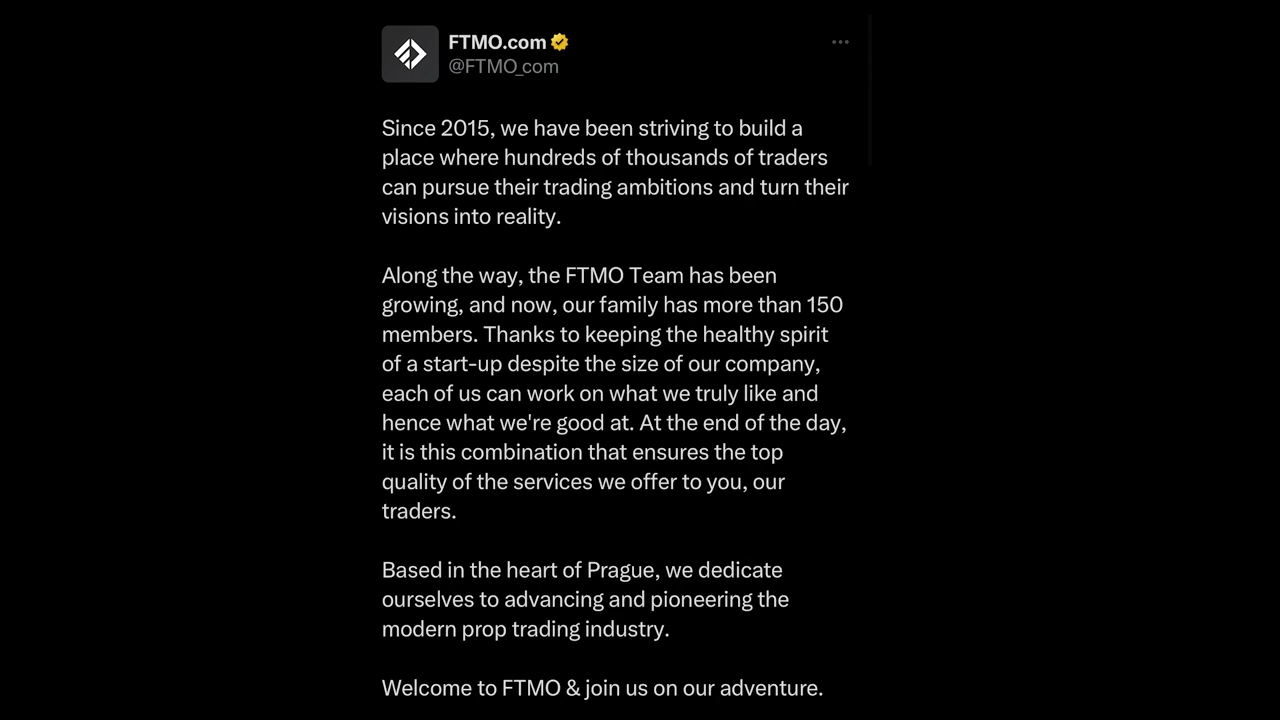 FTMO.com
@FTMO_com
Since 2015, we have been striving to build a
place where hundreds of thousands of traders
can pursue their trading ambitions and turn their
visions into reality.
Along the way, the FTMO Team has been
growing, and now, our family has more than 150
members. Thanks to keeping the healthy spirit
of a start-up despite the size of our company,
each of us can work on what we truly like and
hence what we're good at. At the end of the day,
it is this combination that ensures the top
quality of the services we offer to you, our
traders.
Based in the heart of Prague, we dedicate
ourselves to advancing and pioneering the
modern prop trading industry.
Welcome to FTMO & join us on our adventure.